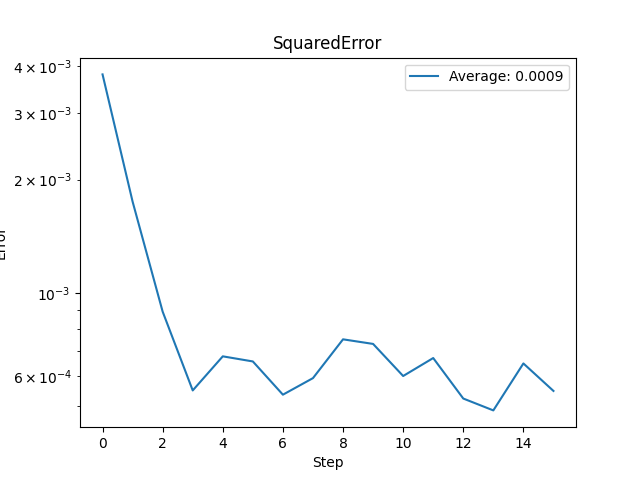 SquaredError
Average: 0.0009
4 × 10⁻³
3 × 10⁻³
2 × 10⁻³
10⁻³
6 × 10⁻⁴
Error
0 2 4 6 8 10 12 14
Step